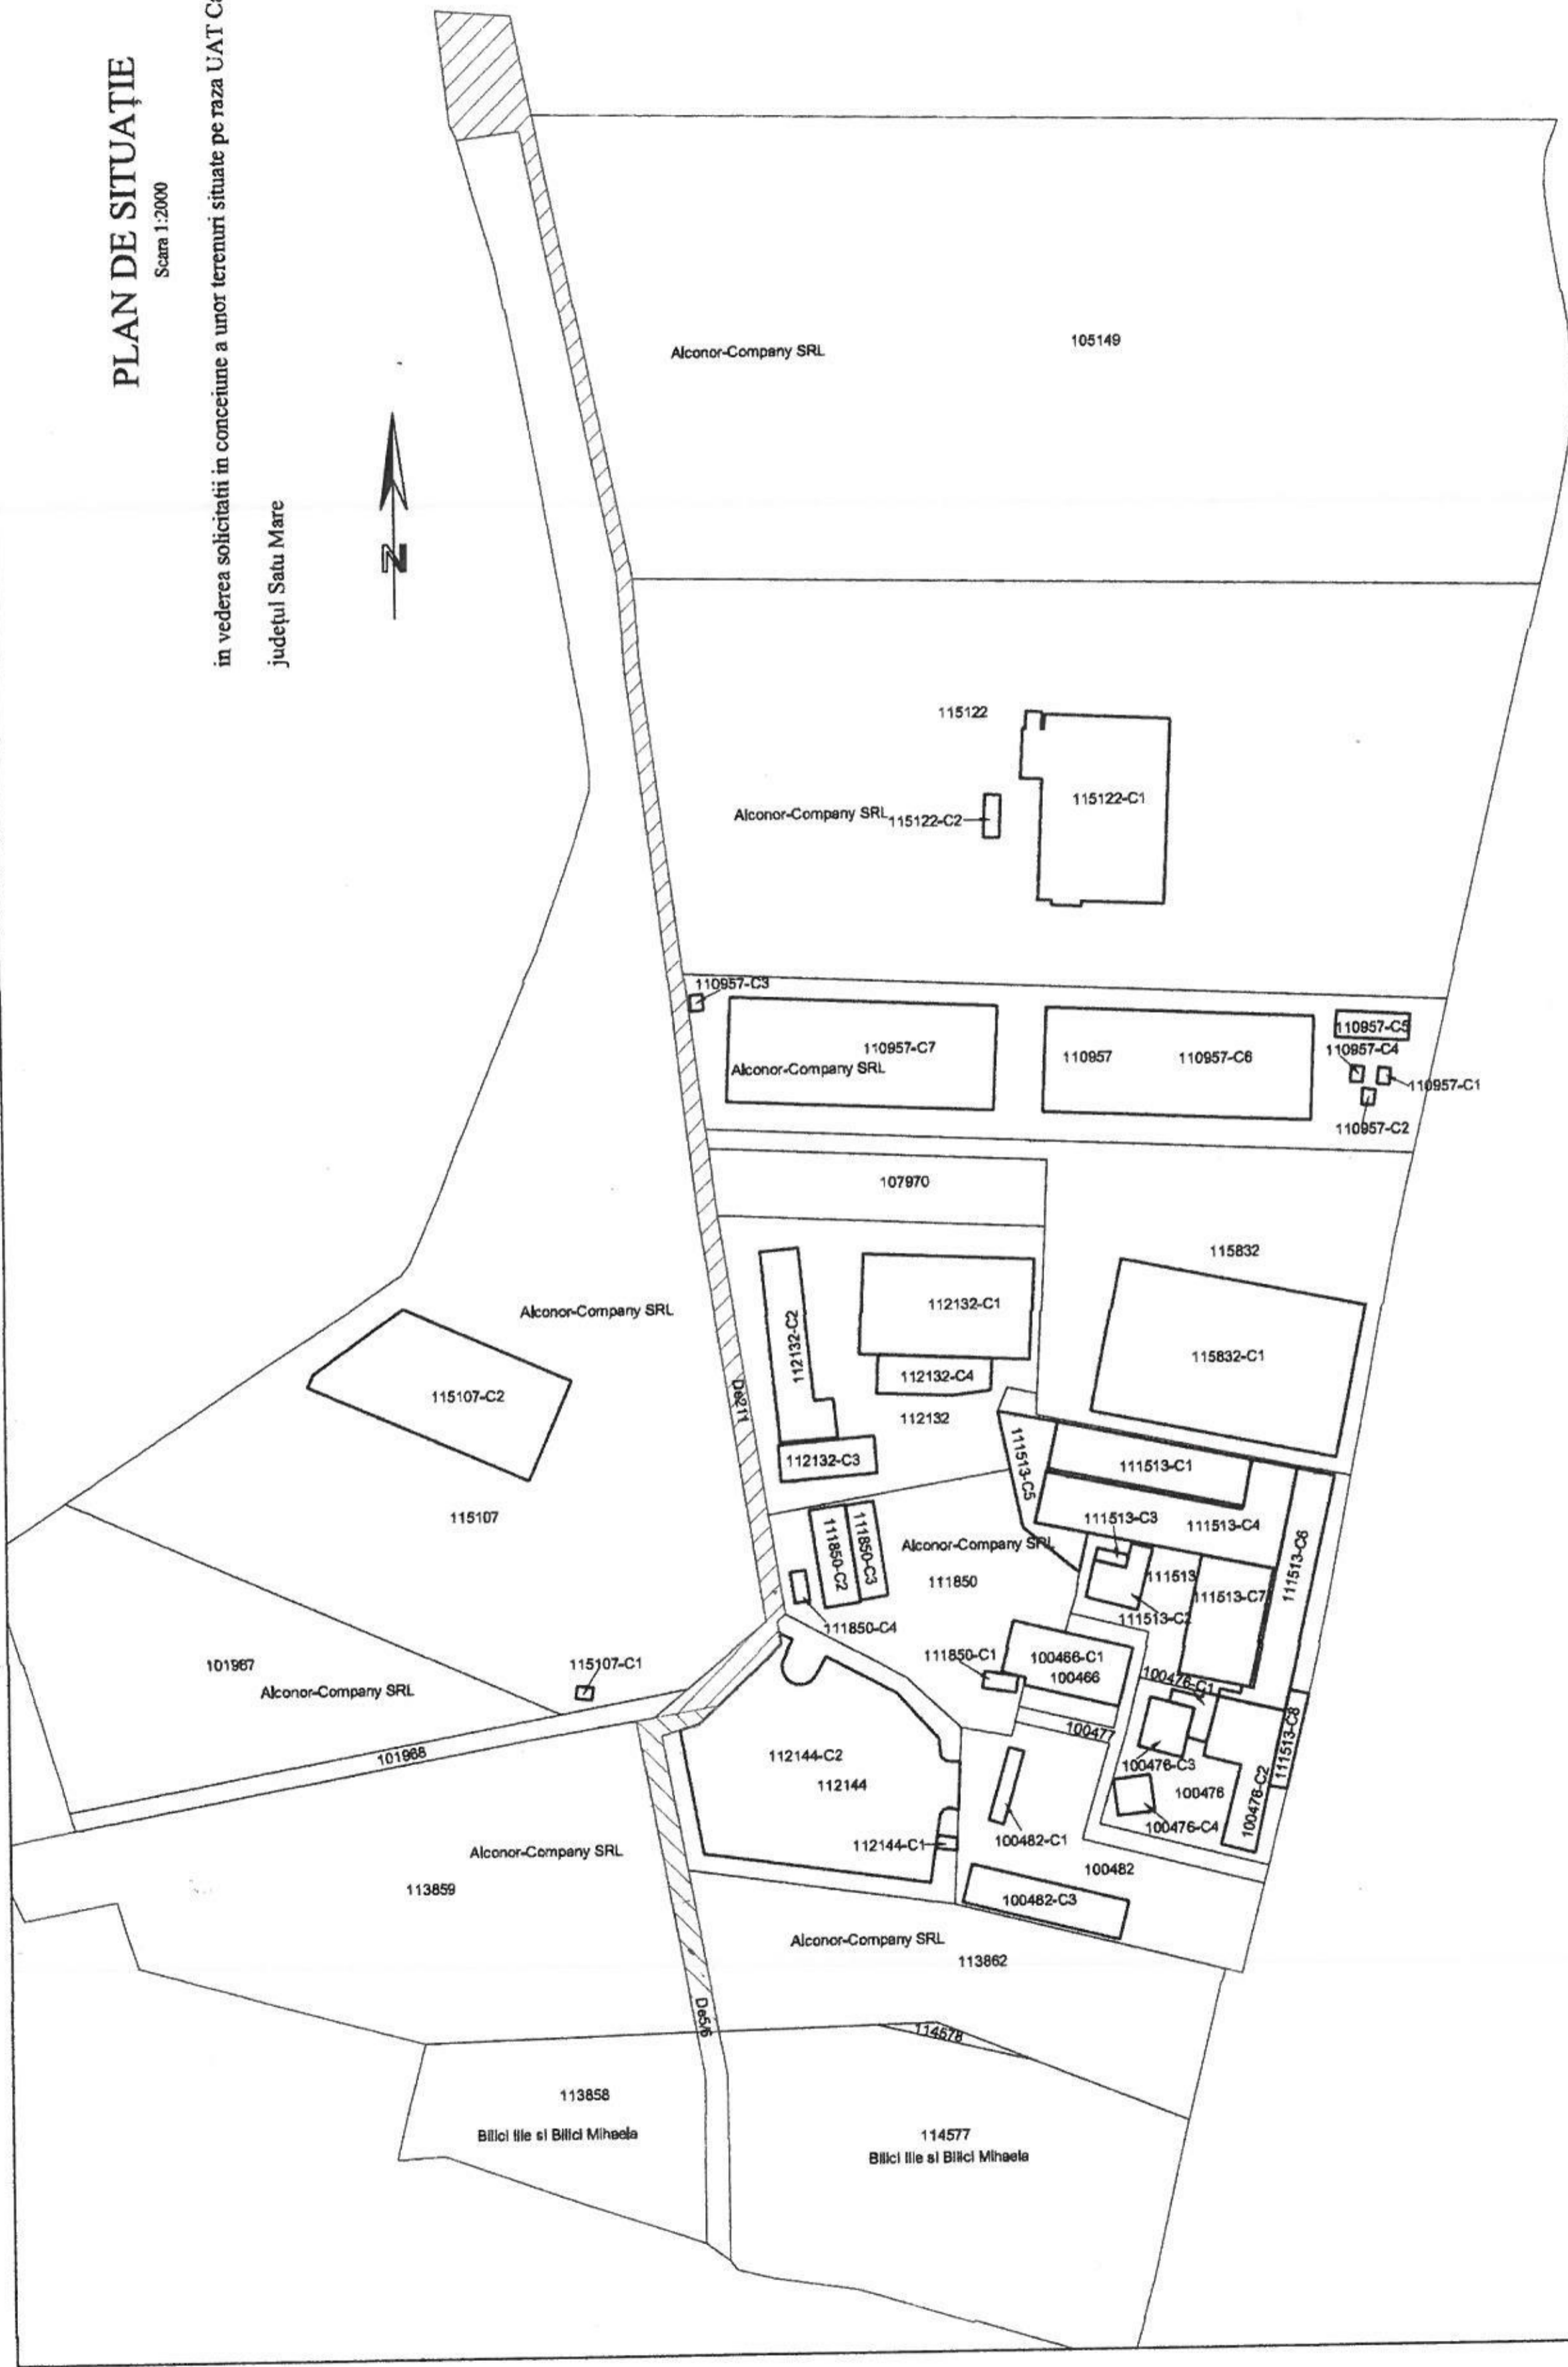 PLAN DE SITUAȚIE
Scara 1:2000
in vederea solicitatii in conceiune a unor terenuri situate pe raza UAT
județul Satu Mare
N
Alconor-Company SRL
105149
115122
115122-C1
Alconor-Company SRL
115122-C2
110957-C3
110957-C7
Alconor-Company SRL
110957
110957-C6
110957-C5
110957-C4
110957-C1
110957-C2
107970
115832
115832-C1
112132-C1
112132-C2
112132-C4
112132
112132-C3
De211
Alconor-Company SRL
115107-C2
115107
111513-C5
111513-C1
111513-C3
111513-C4
111513-C6
111513
111513-C7
111513-C2
111850-C2
111850-C3
Alconor-Company SRL
111850
111850-C4
111850-C1
100466-C1
100466
100476-C1
100477
101967
Alconor-Company SRL
115107-C1
101968
112144-C2
112144
112144-C1
100476-C3
100476
100476-C4
100476-C2
111513-C8
100482-C1
100482
100482-C3
Alconor-Company SRL
113859
Alconor-Company SRL
113862
De5/6
114578
113858
Bilici Ilie si Bilici Mihaela
114577
Bilici Ilie si Bilici Mihaela